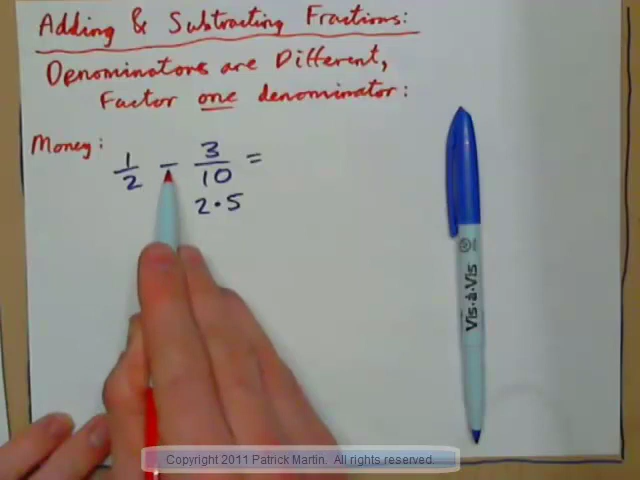 Adding & Subtracting Fractions:
Denominators are Different,
Factor one denominator:
Money: 1/2 - 3/10 =
2·5
Vis-à-Vis
Copyright 2011 Patrick Martin. All rights reserved.